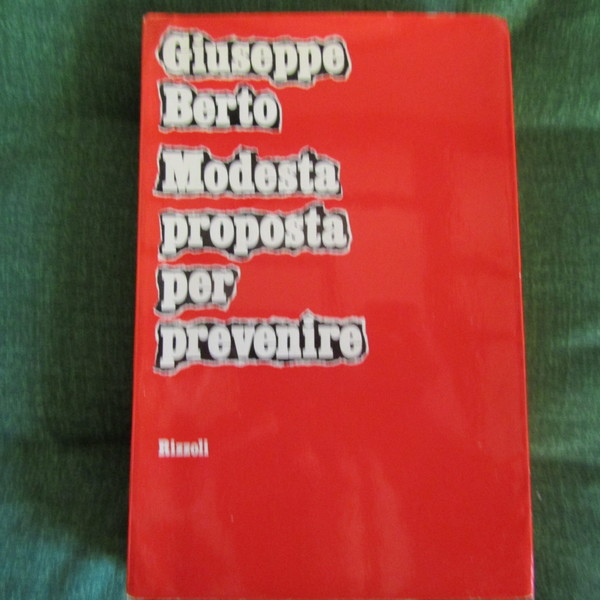 Giuseppe
Berto
Modesta
proposta
per
prevenire
Rizzoli